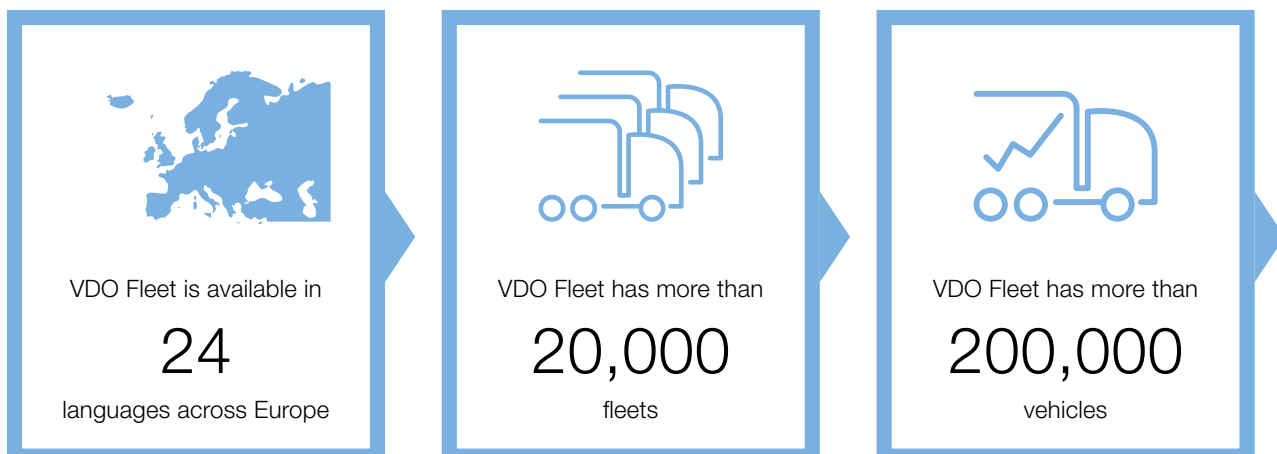 VDO Fleet is available in
24
languages across Europe
VDO Fleet has more than
20,000
fleets
VDO Fleet has more than
200,000
vehicles